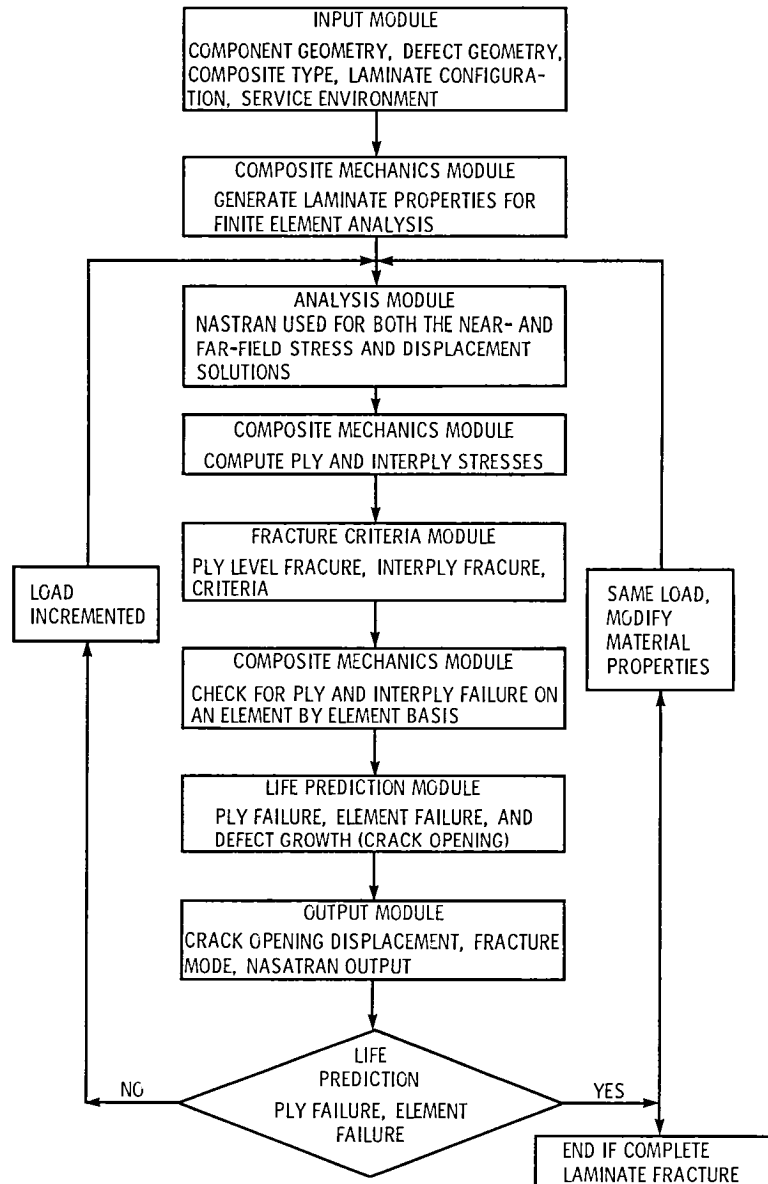 INPUT MODULE
COMPONENT GEOMETRY, DEFECT GEOMETRY,
COMPOSITE TYPE, LAMINATE CONFIGURA-
TION, SERVICE ENVIRONMENT
COMPOSITE MECHANICS MODULE
GENERATE LAMINATE PROPERTIES FOR
FINITE ELEMENT ANALYSIS
ANALYSIS MODULE
NASTRAN USED FOR BOTH THE NEAR- AND
FAR-FIELD STRESS AND DISPLACEMENT
SOLUTIONS
COMPOSITE MECHANICS MODULE
COMPUTE PLY AND INTERPLY STRESSES
FRACTURE CRITERIA MODULE
PLY LEVEL FRACURE, INTERPLY FRACURE,
CRITERIA
LOAD
INCREMENTED
SAME LOAD,
MODIFY
MATERIAL
PROPERTIES
COMPOSITE MECHANICS MODULE
CHECK FOR PLY AND INTERPLY FAILURE ON
AN ELEMENT BY ELEMENT BASIS
LIFE PREDICTION MODULE
PLY FAILURE, ELEMENT FAILURE, AND
DEFECT GROWTH (CRACK OPENING)
OUTPUT MODULE
CRACK OPENING DISPLACEMENT, FRACTURE
MODE, NASATRAN OUTPUT
LIFE
PREDICTION
PLY FAILURE, ELEMENT
FAILURE
NO
YES
END IF COMPLETE
LAMINATE FRACTURE